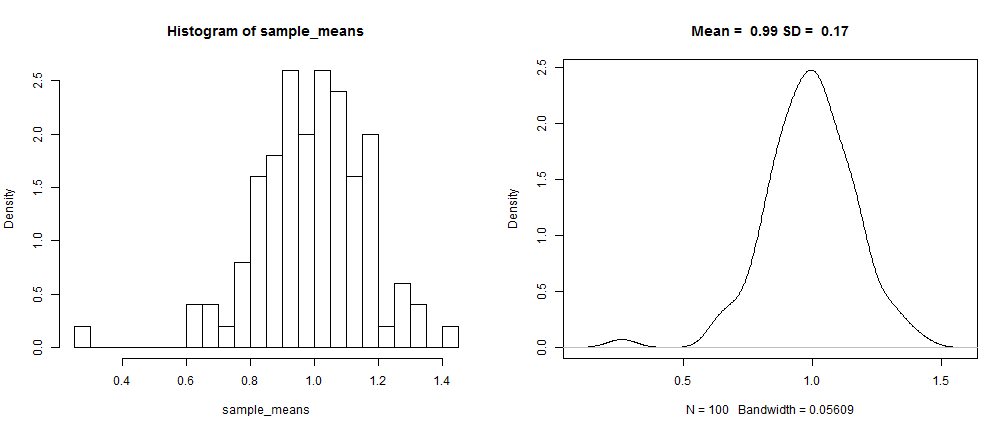 Histogram of sample_means
Density
2.5
2.0
1.5
1.0
0.5
0.0
0.4 0.6 0.8 1.0 1.2 1.4
sample_means
Mean = 0.99 SD = 0.17
Density
2.5
2.0
1.5
1.0
0.5
0.0
0.5 1.0 1.5
N = 100 Bandwidth = 0.05609